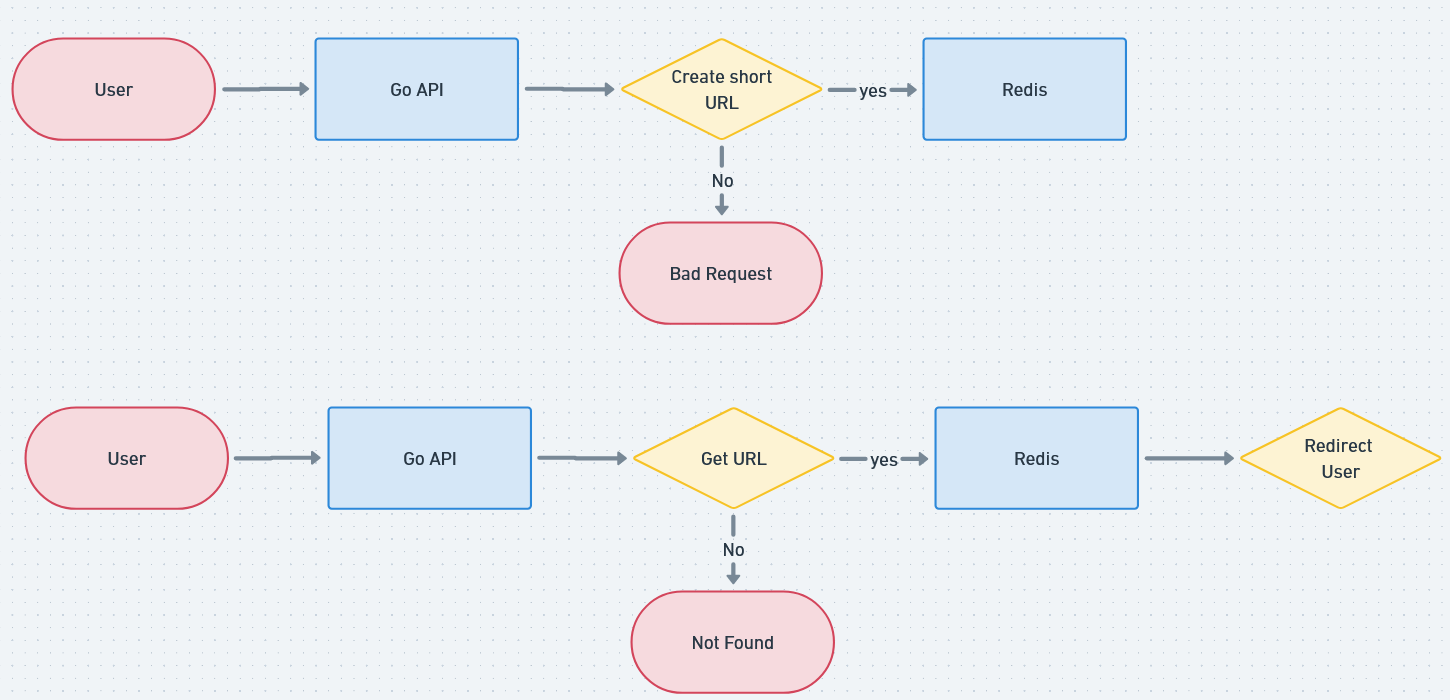 User
Go API
Create short
URL
yes
Redis
No
Bad Request
User
Go API
Get URL
yes
Redis
Redirect
User
No
Not Found